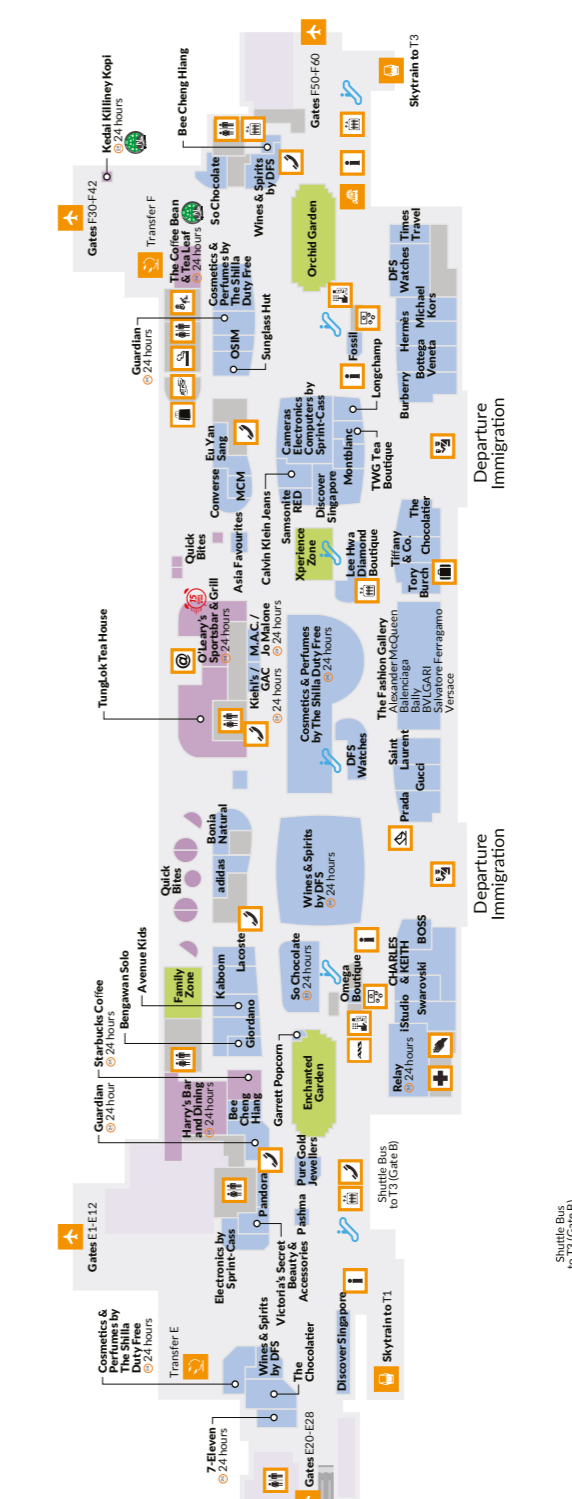 Kedai Killiney Kopi
24 hours
Bee Cheng Hiang
Gates F50-F60
Skytrain to T3
Gates F30-F42
Transfer F
The Coffee Bean
& Tea Leaf
24 hours
So Chocolate
Wines & Spirits
by DFS
Orchid Garden
Guardian
24 hours
Cosmetics &
Perfumes by
The Shilla
Duty Free
OSIM
Sunglass Hut
DFS
Watches
Times
Travel
Fossil
Longchamp
Burberry
Hermès
Bottega
Veneta
Michael
Kors
Departure
Immigration
Eu Yan
Sang
Converse
MCM
Cameras
Electronics
Computers by
Sprint-Cass
Montblanc
TWG Tea
Boutique
Calvin Klein Jeans
Samsonite
RED
Discover
Singapore
Quick
Bites
Asia Favourites
Xperience
Zone
Lee Hwa
Diamond
Boutique
Tiffany
& Co.
The
Chocolatier
Tory
Burch
TungLok Tea House
@
O'Leary's
Sportsbar & Grill
24 hours
Kiehl's /
GAC
24 hours
M.A.C. /
Jo Malone
24 hours
Cosmetics & Perfumes
by The Shilla Duty Free
24 hours
DFS
Watches
The Fashion Gallery
Alexander McQueen
Balenciaga
Bally
BVLGARI
Salvatore Ferragamo
Versace
Saint
Laurent
Prada
Gucci
Departure
Immigration
Quick
Bites
Bonia
Natural
adidas
Wines & Spirits
by DFS
24 hours
Starbucks Coffee
24 hours
Bengawan Solo
Avenue Kids
Family
Zone
Kaboom
Lacoste
Giordano
So Chocolate
24 hours
Omega
Boutique
CHARLES
& KEITH
BOSS
iStudio
Swarovski
Relay
24 hours
Guardian
24 hour
Harry's Bar
and Dining
24 hours
Bee
Cheng
Hiang
Garrett Popcorn
Enchanted
Garden
Pandora
Pure Gold
Jewellers
Pashma
Shuttle Bus
to T3 (Gate B)
Gates E1-E12
Electronics by
Sprint-Cass
Victoria's Secret
Beauty &
Accessories
Cosmetics &
Perfumes by
The Shilla
Duty Free
24 hours
Transfer E
Wines & Spirits
by DFS
The
Chocolatier
Discover Singapore
Skytrain to T1
7-Eleven
24 hours
Gates E20-E28
Shuttle Bus